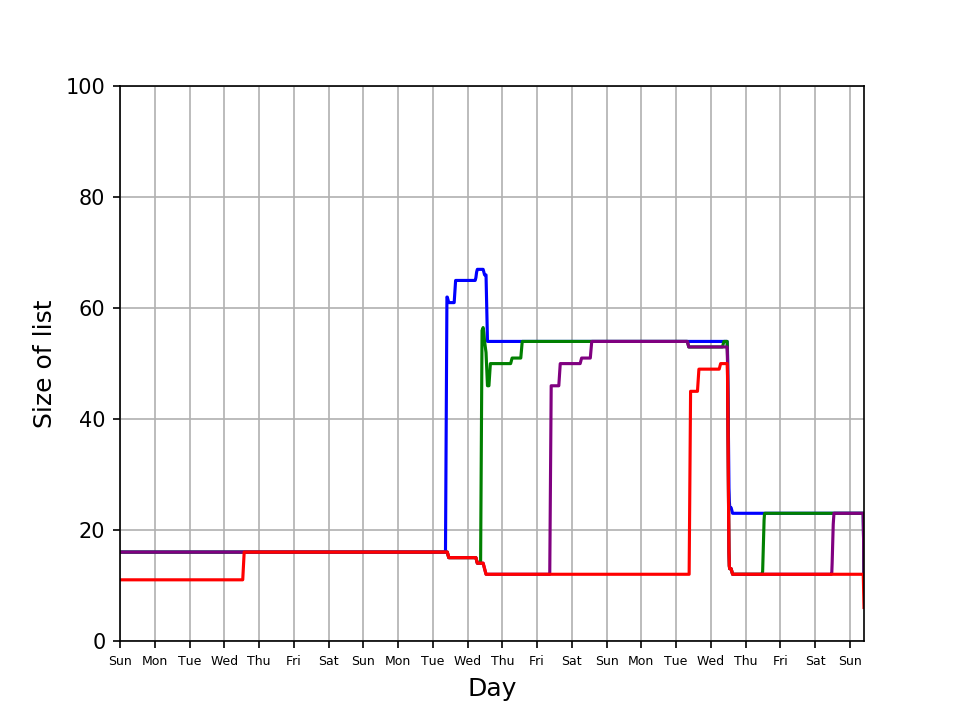 100
80
60
40
20
0
Size of list
Sun Mon Tue Wed Thu Fri Sat Sun Mon Tue Wed Thu Fri Sat Sun Mon Tue Wed Thu Fri Sat Sun
Day